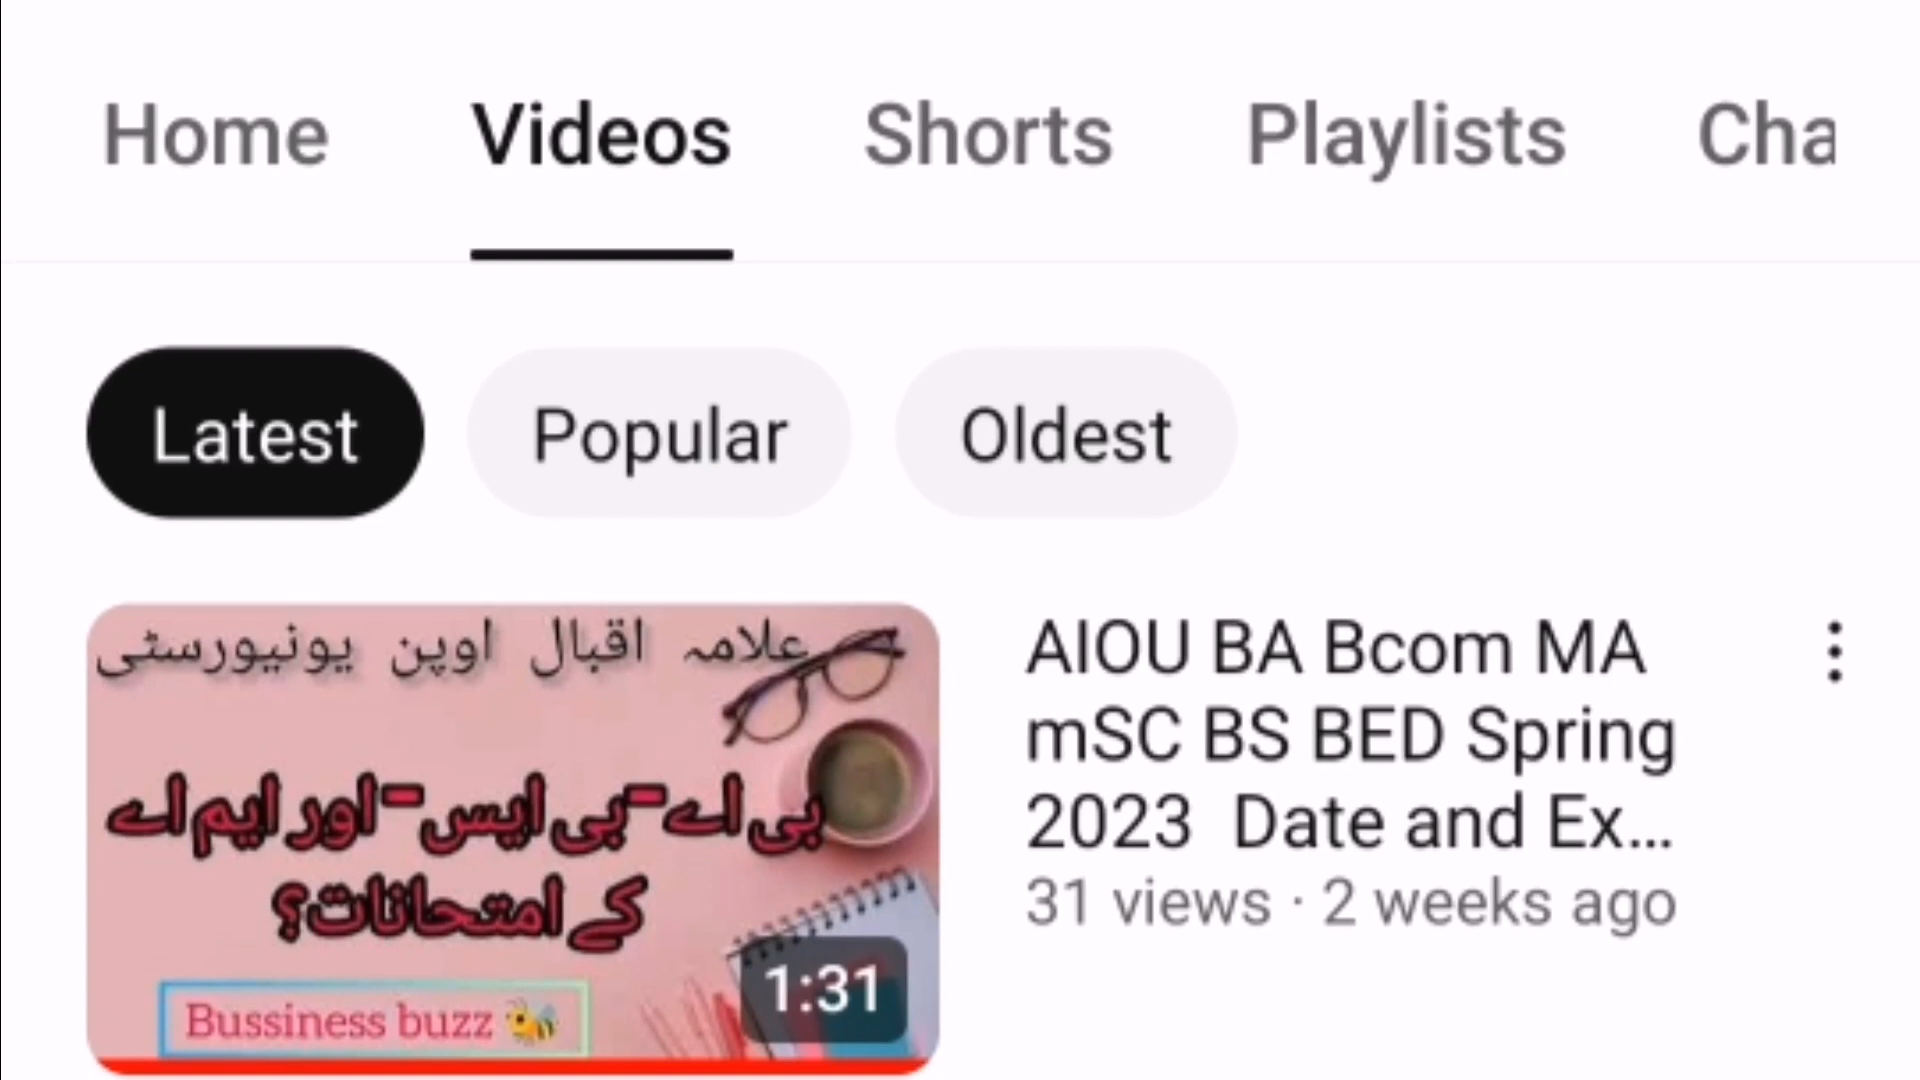 Home Videos Shorts Playlists Cha
Latest Popular Oldest
علامہ اقبال اوپن یونیورسٹی
بی اے-بی ایس-اور ایم اے
کے امتحانات؟
Bussiness buzz 🐝
1:31
AIOU BA Bcom MA
mSC BS BED Spring
2023 Date and Ex...
31 views · 2 weeks ago